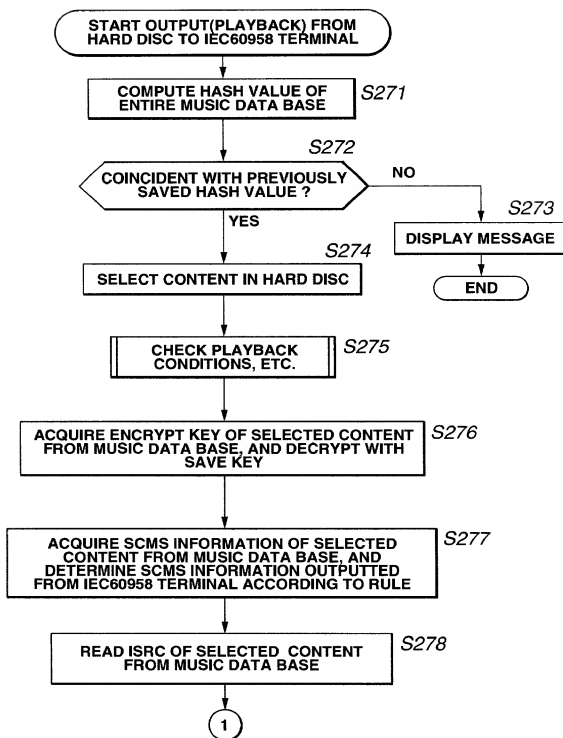 START OUTPUT(PLAYBACK) FROM
HARD DISC TO IEC60958 TERMINAL
COMPUTE HASH VALUE OF
ENTIRE MUSIC DATA BASE
S271
S272
COINCIDENT WITH PREVIOUSLY
SAVED HASH VALUE ?
NO
YES
S273
DISPLAY MESSAGE
END
S274
SELECT CONTENT IN HARD DISC
CHECK PLAYBACK
CONDITIONS, ETC.
S275
ACQUIRE ENCRYPT KEY OF SELECTED CONTENT
FROM MUSIC DATA BASE, AND DECRYPT WITH
SAVE KEY
S276
ACQUIRE SCMS INFORMATION OF SELECTED
CONTENT FROM MUSIC DATA BASE, AND
DETERMINE SCMS INFORMATION OUTPUTTED
FROM IEC60958 TERMINAL ACCORDING TO RULE
S277
READ ISRC OF SELECTED CONTENT
FROM MUSIC DATA BASE
S278
1